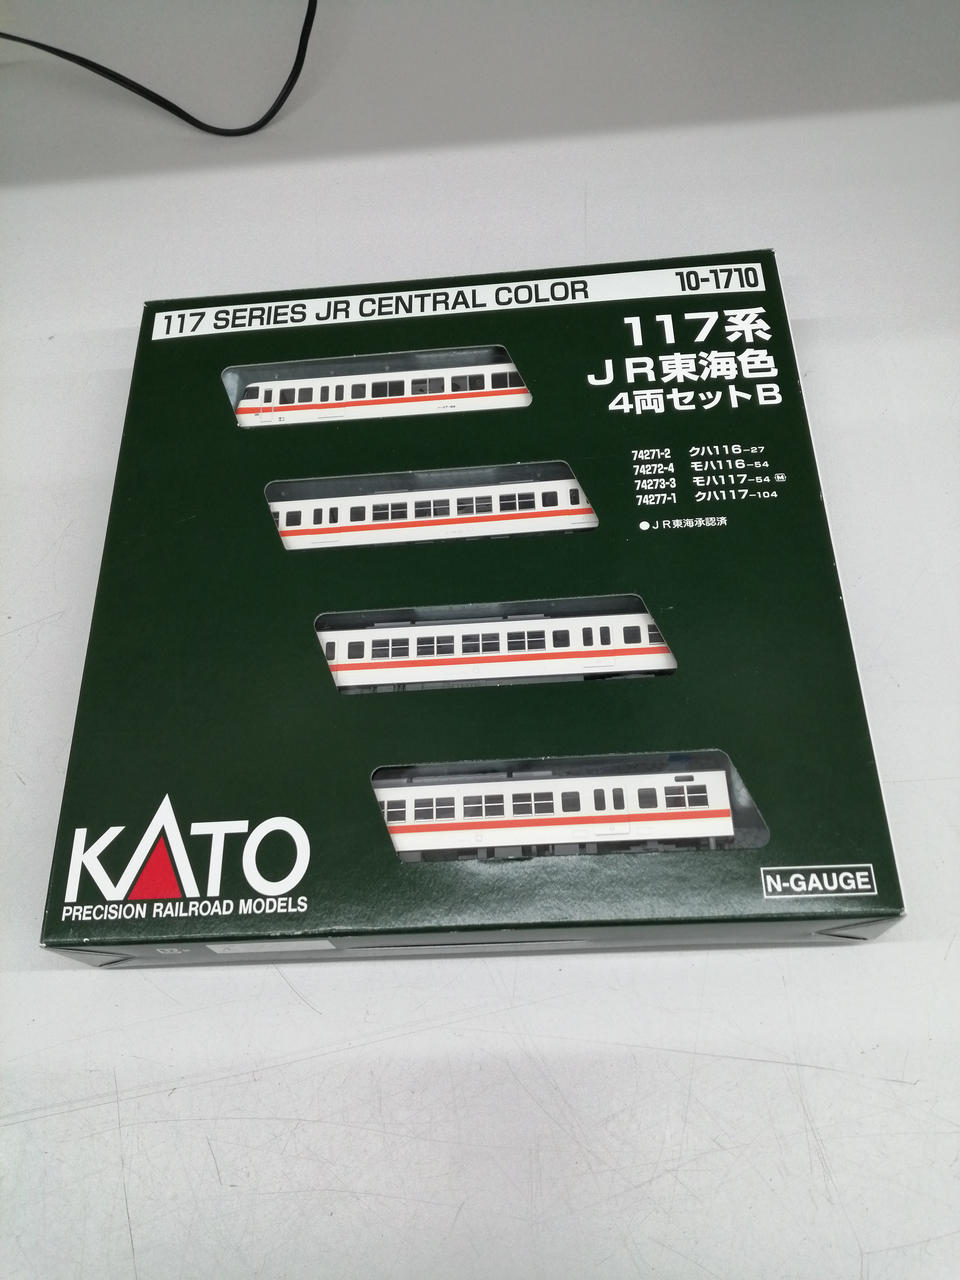 117 SERIES JR CENTRAL COLOR 10-1710
117系
JR東海色
4両セットB
74271-2 クハ116-27
74272-4 モハ116-54
74273-3 モハ117-54 M
74277-1 クハ117-104
●JR東海承認済
KATO
PRECISION RAILROAD MODELS
N-GAUGE